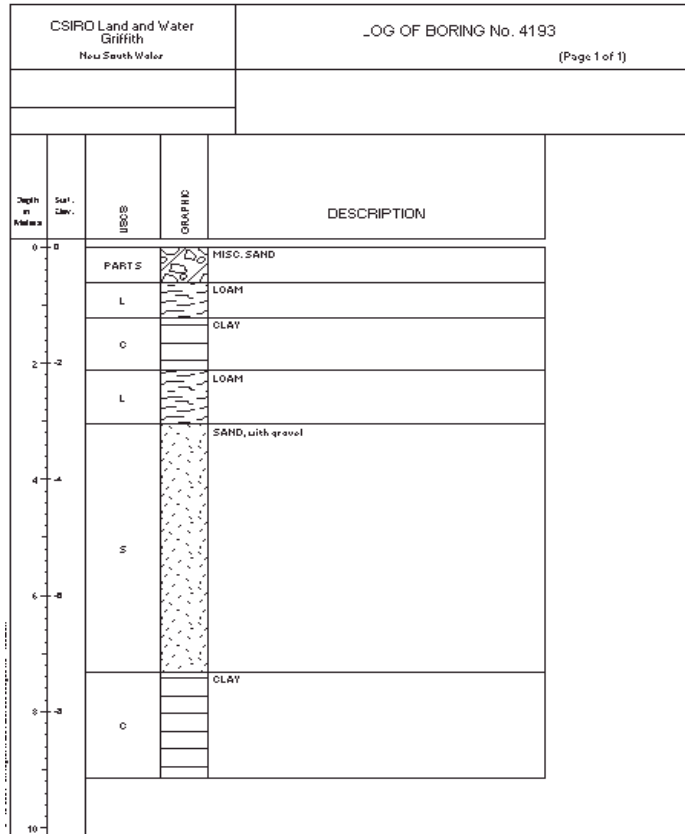 CSIRO Land and Water
Griffith
New South Wales
LOG OF BORING No. 4193
(Page 1 of 1)
Depth
in
Meters
Surf.
Elev.
USCS
GRAPHIC
DESCRIPTION
0 0
PARTS MISC. SAND
L LOAM
C CLAY
2 -2
L LOAM
SAND, with gravel
4 -4
S
6 -6
CLAY
8 -8
C
10